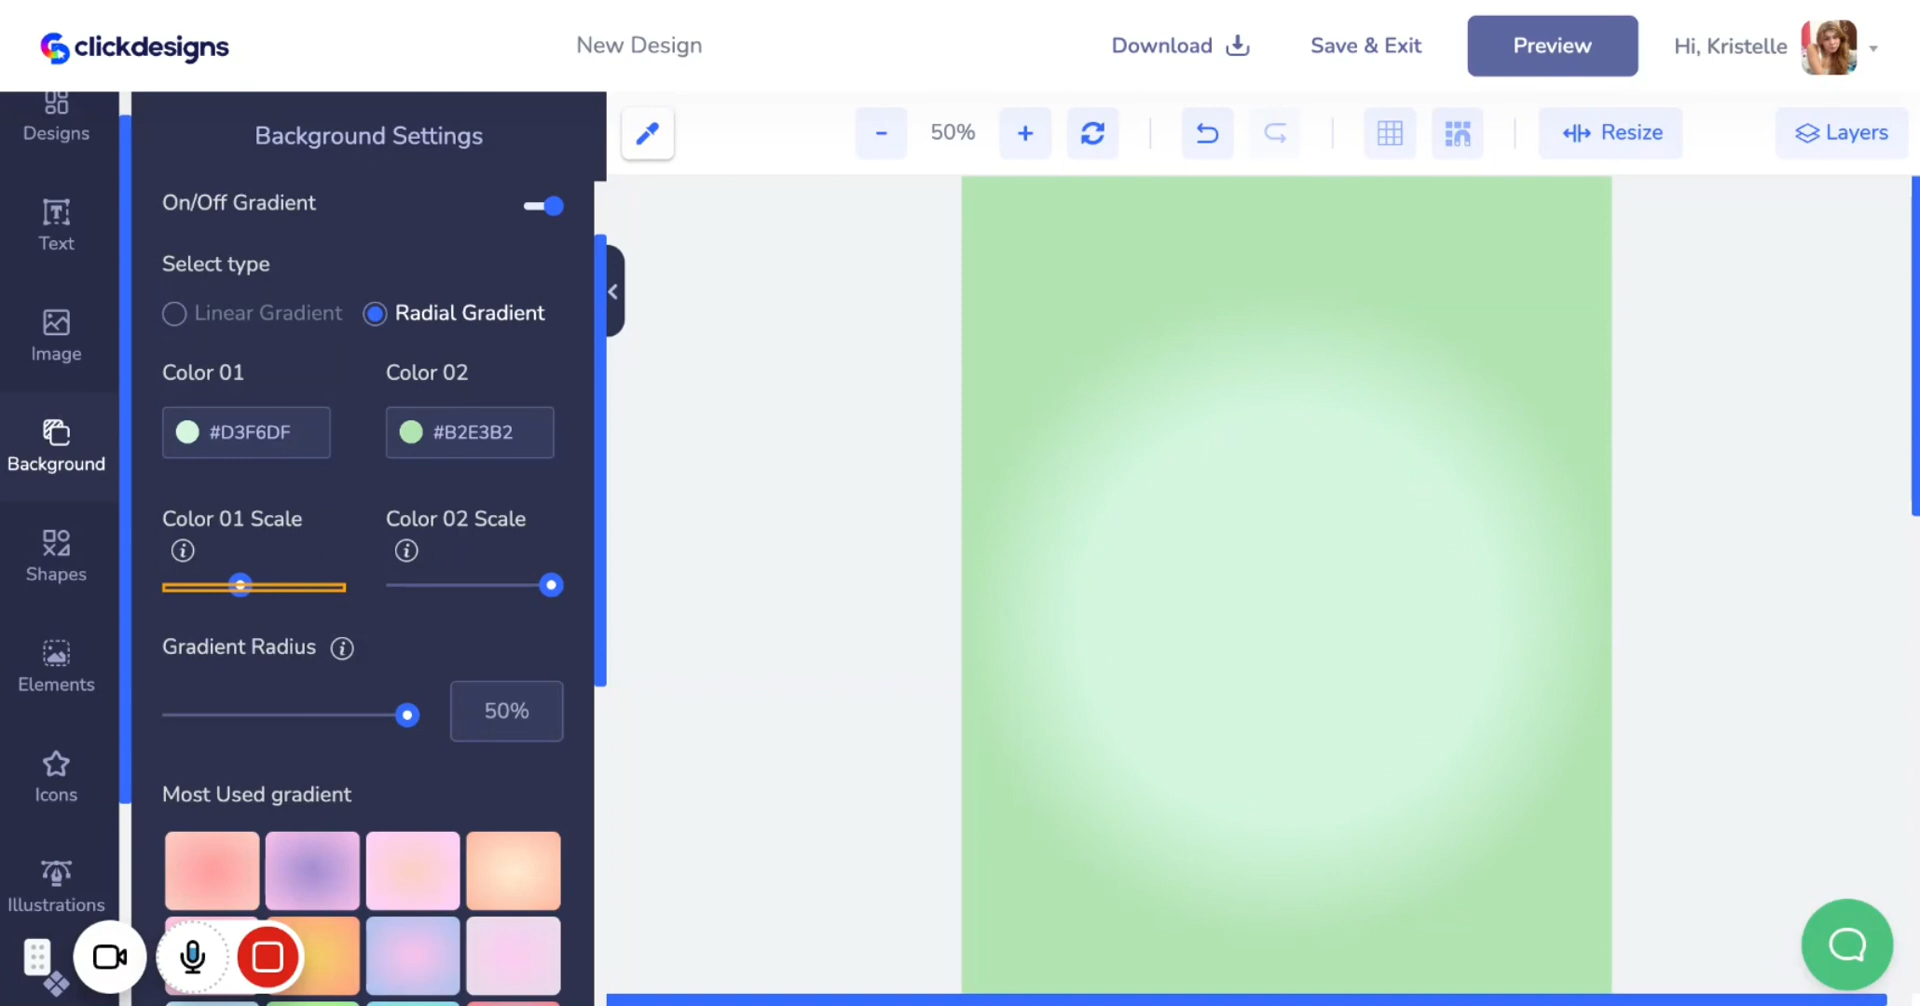 clickdesigns
New Design
Download
Save & Exit
Preview
Hi, Kristelle
Designs
Text
Image
Background
Shapes
Elements
Icons
Illustrations
Background Settings
On/Off Gradient
Select type
Linear Gradient
Radial Gradient
Color 01
Color 02
#D3F6DF
#B2E3B2
Color 01 Scale
Color 02 Scale
Gradient Radius
50%
Most Used gradient
-
50%
+
Resize
Layers